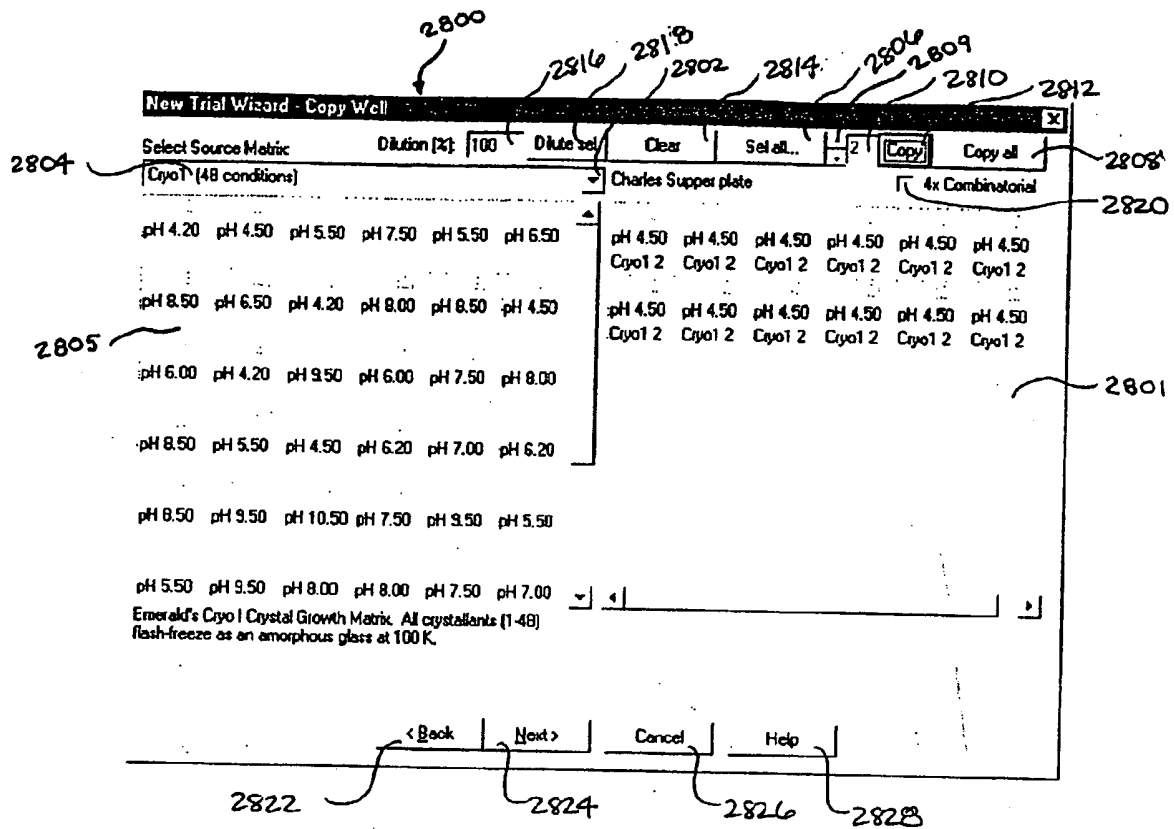 2800
2816 2818 2802 2814 2806 2809 2810 2812
New Trial Wizard - Copy Well
Select Source Matrix Dilution [%]: 100 Dilute sel Clear Sel all... 2 Copy Copy all
2804
2808
Cryo1 (48 conditions) Charles Supper plate 4x Combinatorial
2820
pH 4.20 pH 4.50 pH 5.50 pH 7.50 pH 5.50 pH 6.50 pH 4.50 pH 4.50 pH 4.50 pH 4.50 pH 4.50 pH 4.50
Cryo1 2 Cryo1 2 Cryo1 2 Cryo1 2 Cryo1 2 Cryo1 2
pH 8.50 pH 6.50 pH 4.20 pH 8.00 pH 8.50 pH 4.50 pH 4.50 pH 4.50 pH 4.50 pH 4.50 pH 4.50 pH 4.50
Cryo1 2 Cryo1 2 Cryo1 2 Cryo1 2 Cryo1 2 Cryo1 2
2805
pH 6.00 pH 4.20 pH 9.50 pH 6.00 pH 7.50 pH 8.00
2801
pH 8.50 pH 5.50 pH 4.50 pH 6.20 pH 7.00 pH 6.20
pH 8.50 pH 9.50 pH 10.50 pH 7.50 pH 9.50 pH 5.50
pH 5.50 pH 9.50 pH 8.00 pH 8.00 pH 7.50 pH 7.00
Emerald's Cryo I Crystal Growth Matrix. All crystallants (1-48)
flash-freeze as an amorphous glass at 100 K.
< Back Next > Cancel Help
2822 2824 2826 2828